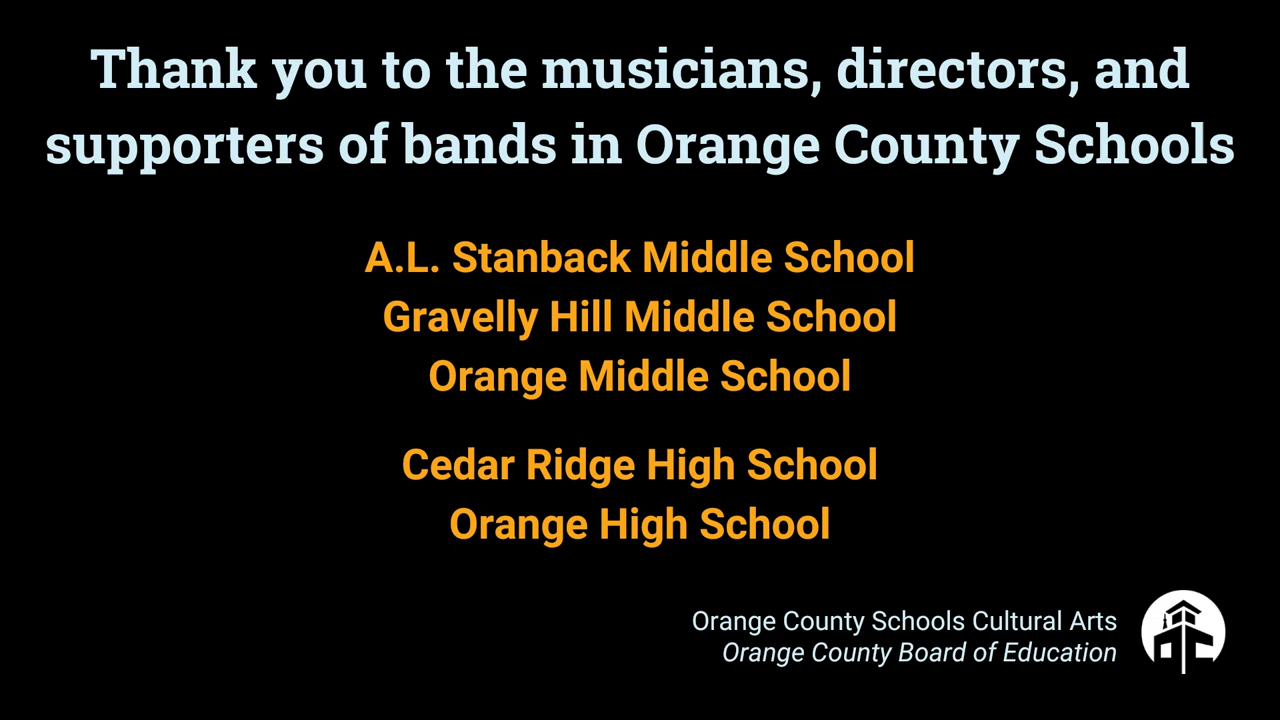 Thank you to the musicians, directors, and
supporters of bands in Orange County Schools
A.L. Stanback Middle School
Gravelly Hill Middle School
Orange Middle School
Cedar Ridge High School
Orange High School
Orange County Schools Cultural Arts
Orange County Board of Education